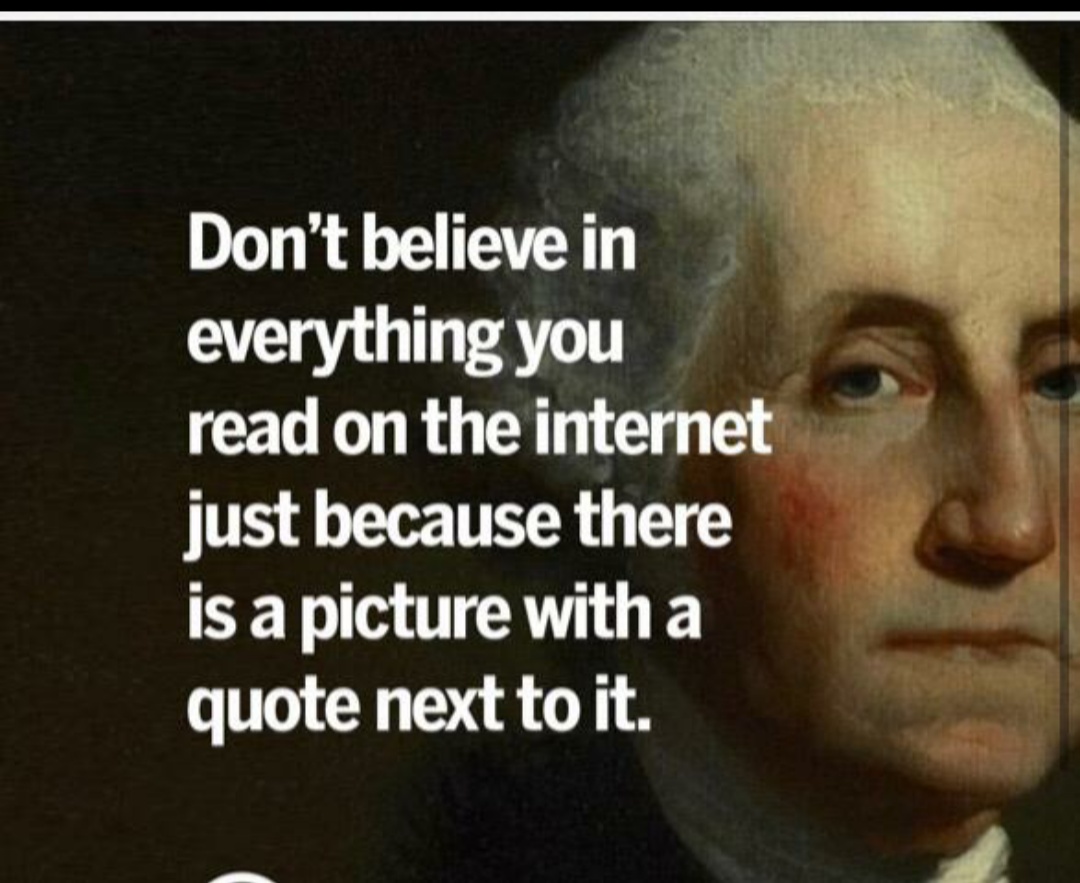 Don’t believe in
everything you
read on the internet
just because there
is a picture with a
quote next to it.